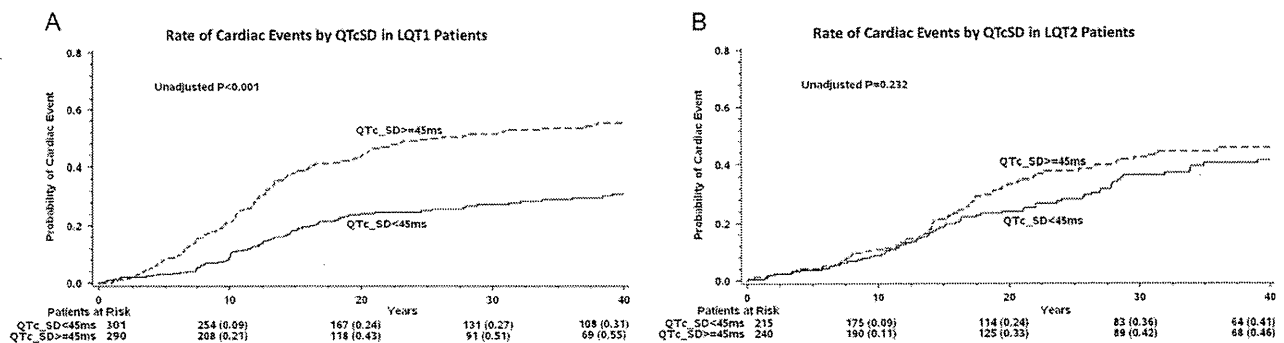 A
Rate of Cardiac Events by QTcSD in LQT1 Patients
0.8
0.6
0.4
0.2
0.0
Probability of Cardiac Event
Unadjusted P<0.001
QTc_SD>=45ms
QTc_SD<45ms
0 10 20 30 40
Years
Patients at Risk
QTc_SD<45ms 301 254 (0.09) 167 (0.24) 131 (0.27) 108 (0.31)
QTc_SD>=45ms 290 208 (0.21) 118 (0.43) 91 (0.51) 69 (0.55)
B
Rate of Cardiac Events by QTcSD in LQT2 Patients
0.8
0.6
0.4
0.2
0.0
Probability of Cardiac Event
Unadjusted P=0.232
QTc_SD>=45ms
QTc_SD<45ms
0 10 20 30 40
Years
Patients at Risk
QTc_SD<45ms 215 175 (0.09) 114 (0.24) 83 (0.36) 64 (0.41)
QTc_SD>=45ms 240 190 (0.11) 125 (0.33) 89 (0.42) 68 (0.46)